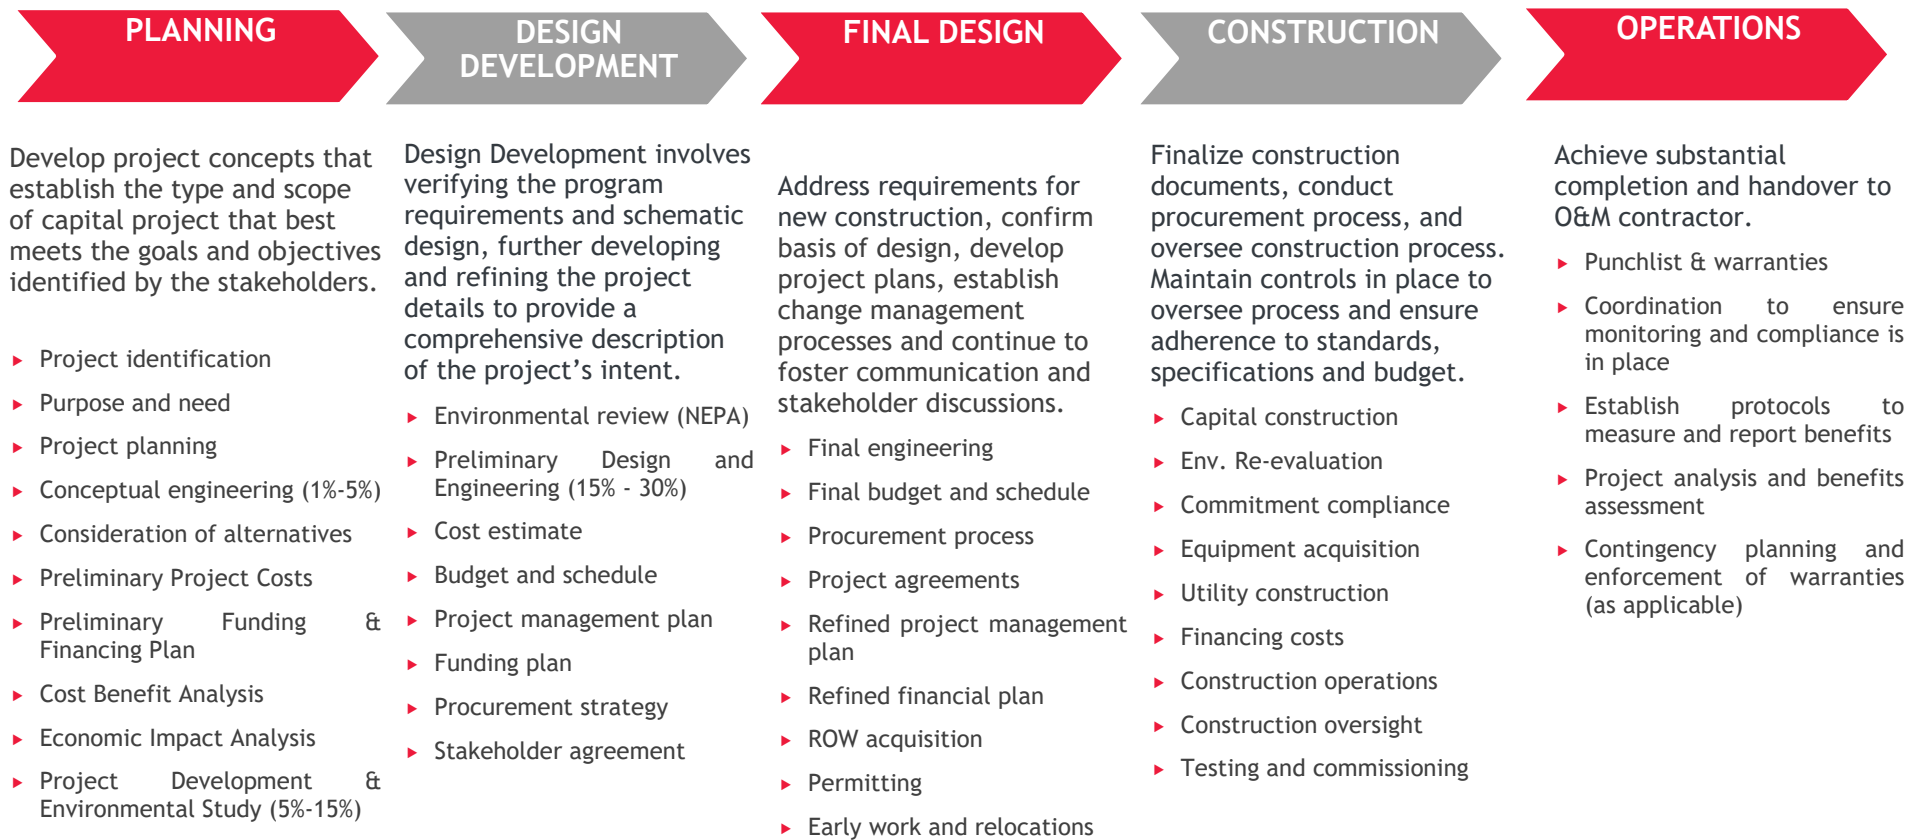 PLANNING
Develop project concepts that
establish the type and scope
of capital project that best
meets the goals and objectives
identified by the stakeholders.
▸ Project identification
▸ Purpose and need
▸ Project planning
▸ Conceptual engineering (1%-5%)
▸ Consideration of alternatives
▸ Preliminary Project Costs
▸ Preliminary Funding &
Financing Plan
▸ Cost Benefit Analysis
▸ Economic Impact Analysis
▸ Project Development &
Environmental Study (5%-15%)
DESIGN
DEVELOPMENT
Design Development involves
verifying the program
requirements and schematic
design, further developing
and refining the project
details to provide a
comprehensive description
of the project’s intent.
▸ Environmental review (NEPA)
▸ Preliminary Design and
Engineering (15% - 30%)
▸ Cost estimate
▸ Budget and schedule
▸ Project management plan
▸ Funding plan
▸ Procurement strategy
▸ Stakeholder agreement
FINAL DESIGN
Address requirements for
new construction, confirm
basis of design, develop
project plans, establish
change management
processes and continue to
foster communication and
stakeholder discussions.
▸ Final engineering
▸ Final budget and schedule
▸ Procurement process
▸ Project agreements
▸ Refined project management
plan
▸ Refined financial plan
▸ ROW acquisition
▸ Permitting
▸ Early work and relocations
CONSTRUCTION
Finalize construction
documents, conduct
procurement process, and
oversee construction process.
Maintain controls in place to
oversee process and ensure
adherence to standards,
specifications and budget.
▸ Capital construction
▸ Env. Re-evaluation
▸ Commitment compliance
▸ Equipment acquisition
▸ Utility construction
▸ Financing costs
▸ Construction operations
▸ Construction oversight
▸ Testing and commissioning
OPERATIONS
Achieve substantial
completion and handover to
O&M contractor.
▸ Punchlist & warranties
▸ Coordination to ensure
monitoring and compliance is
in place
▸ Establish protocols to
measure and report benefits
▸ Project analysis and benefits
assessment
▸ Contingency planning and
enforcement of warranties
(as applicable)